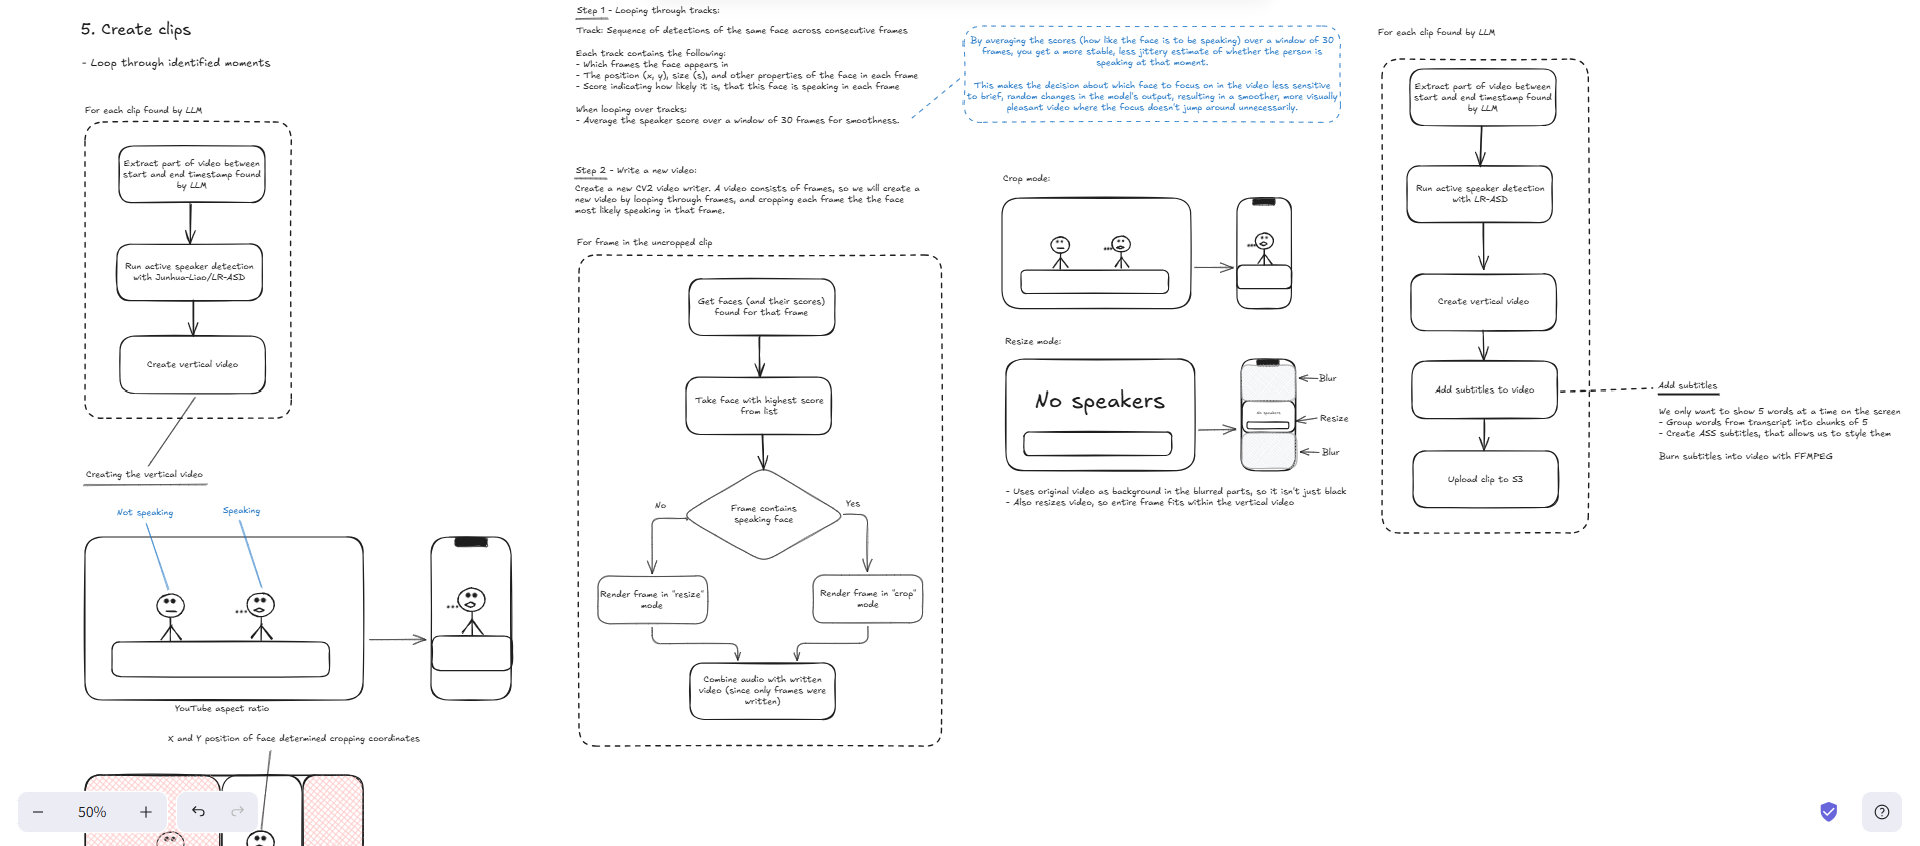 5. Create clips
- Loop through identified moments
For each clip found by LLM
Extract part of video between
start and end timestamp found
by LLM
Run active speaker detection
with Junhua-Liao/LR-ASD
Create vertical video
Creating the vertical video
Not speaking
Speaking
YouTube aspect ratio
X and Y position of face determined cropping coordinates
Step 1 - Looping through tracks:
Track: Sequence of detections of the same face across consecutive frames
Each track contains the following:
- Which frames the face appears in
- The position (x, y), size (s), and other properties of the face in each frame
- Score indicating how likely it is, that this face is speaking in each frame
When looping over tracks:
- Average the speaker score over a window of 30 frames for smoothness.
By averaging the scores (how like the face is to be speaking) over a window of 30
frames, you get a more stable, less jittery estimate of whether the person is
speaking at that moment.
This makes the decision about which face to focus on in the video less sensitive
to brief, random changes in the model's output, resulting in a smoother, more visually
pleasant video where the focus doesn't jump around unnecessarily.
Step 2 - Write a new video:
Create a new CV2 video writer. A video consists of frames, so we will create a
new video by looping through frames, and cropping each frame the the face
most likely speaking in that frame.
For frame in the uncropped clip
Get faces (and their scores)
found for that frame
Take face with highest score
from list
Frame contains
speaking face
No
Yes
Render frame in "resize"
mode
Render frame in "crop"
mode
Combine audio with written
video (since only frames were
written)
Crop mode:
Resize mode:
No speakers
No speakers
Blur
Resize
Blur
- Uses original video as background in the blurred parts, so it isn't just black
- Also resizes video, so entire frame fits within the vertical video
For each clip found by LLM
Extract part of video between
start and end timestamp found
by LLM
Run active speaker detection
with LR-ASD
Create vertical video
Add subtitles to video
Upload clip to S3
Add subtitles
We only want to show 5 words at a time on the screen
- Group words from transcript into chunks of 5
- Create ASS subtitles, that allows us to style them
Burn subtitles into video with FFMPEG
50%